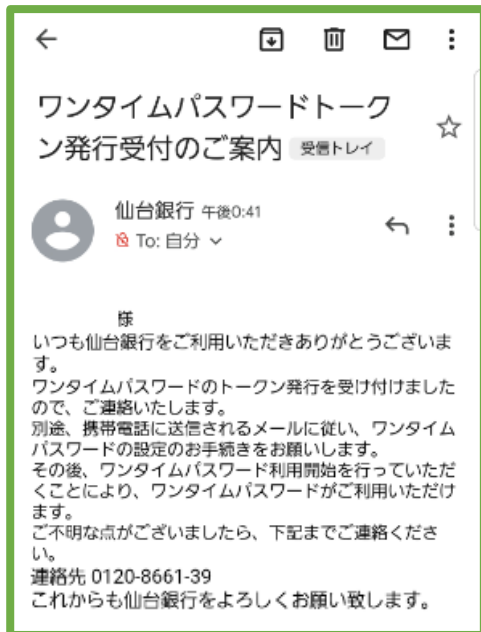 ワンタイムパスワードトーク
ン発行受付のご案内 受信トレイ
仙台銀行 午後0:41
To: 自分
様
いつも仙台銀行をご利用いただきありがとうございま
す。
ワンタイムパスワードのトークン発行を受け付けました
ので、ご連絡いたします。
別途、携帯電話に送信されるメールに従い、ワンタイム
パスワードの設定のお手続きをお願いします。
その後、ワンタイムパスワード利用開始を行っていただ
くことにより、ワンタイムパスワードがご利用いただけ
ます。
ご不明な点がございましたら、下記までご連絡くださ
い。
連絡先 0120-8661-39
これからも仙台銀行をよろしくお願い致します。